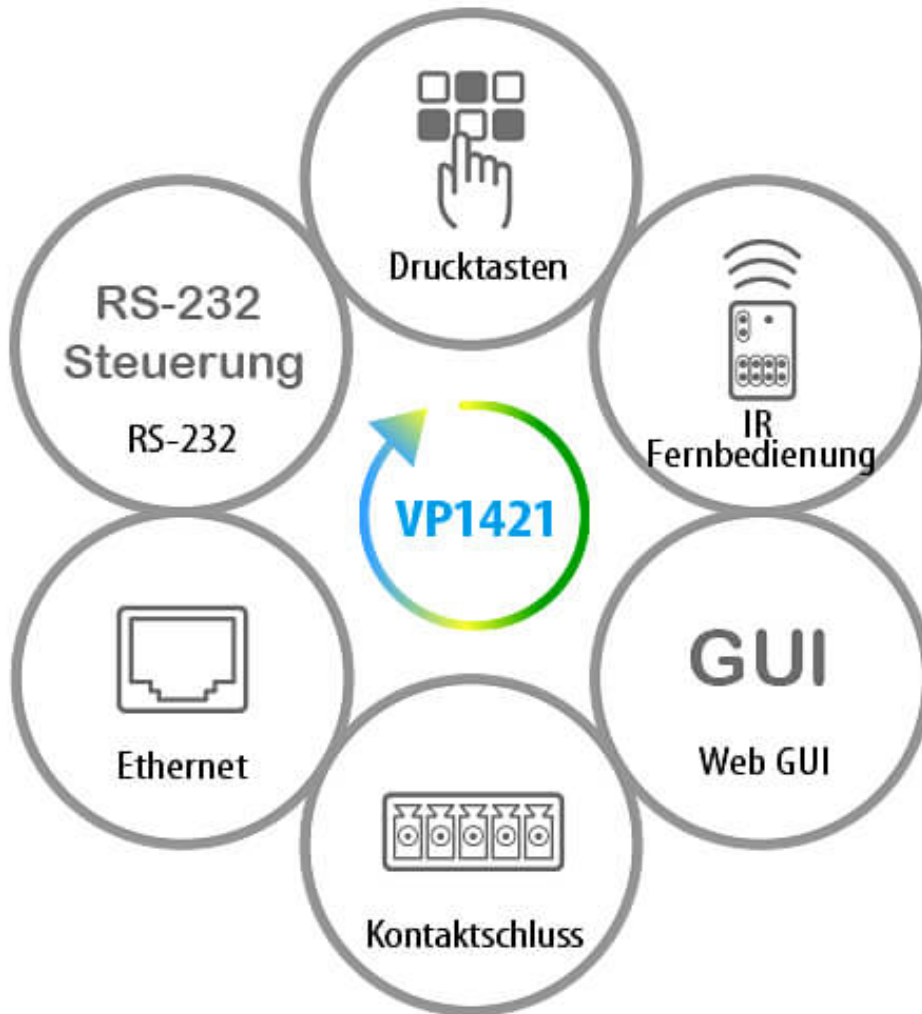 Drucktasten
RS-232
Steuerung
RS-232
IR
Fernbedienung
VP1421
Ethernet
GUI
Web GUI
Kontaktschluss